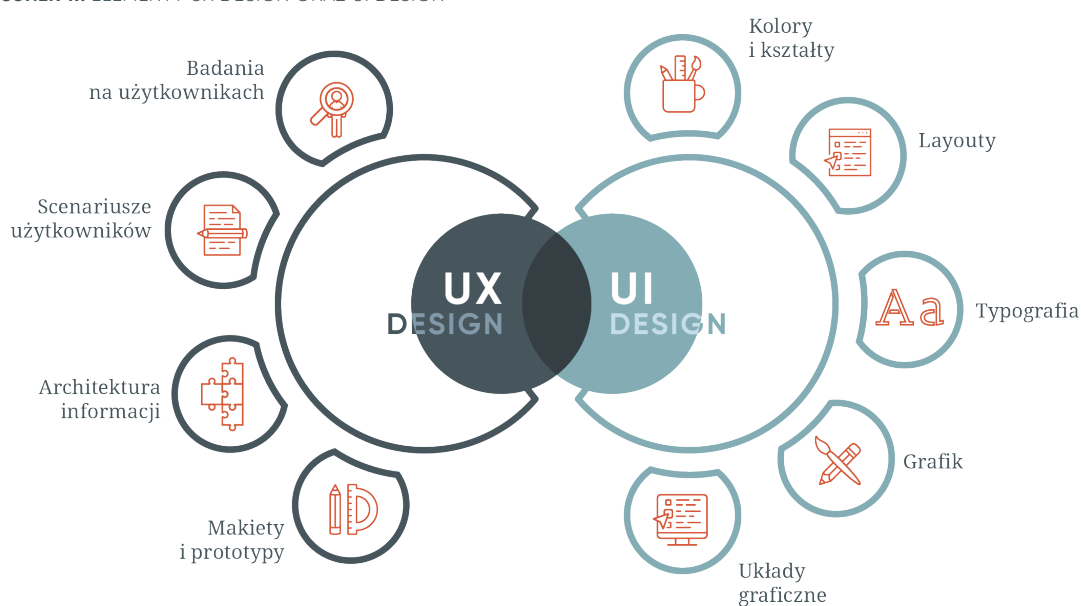 Kolory
i kształty
Badania
na użytkownikach
Layouty
Scenariusze
użytkowników
UX
DESIGN
UI
DESIGN
Typografia
Architektura
informacji
Grafik
Makiety
i prototypy
Układy
graficzne
Aa